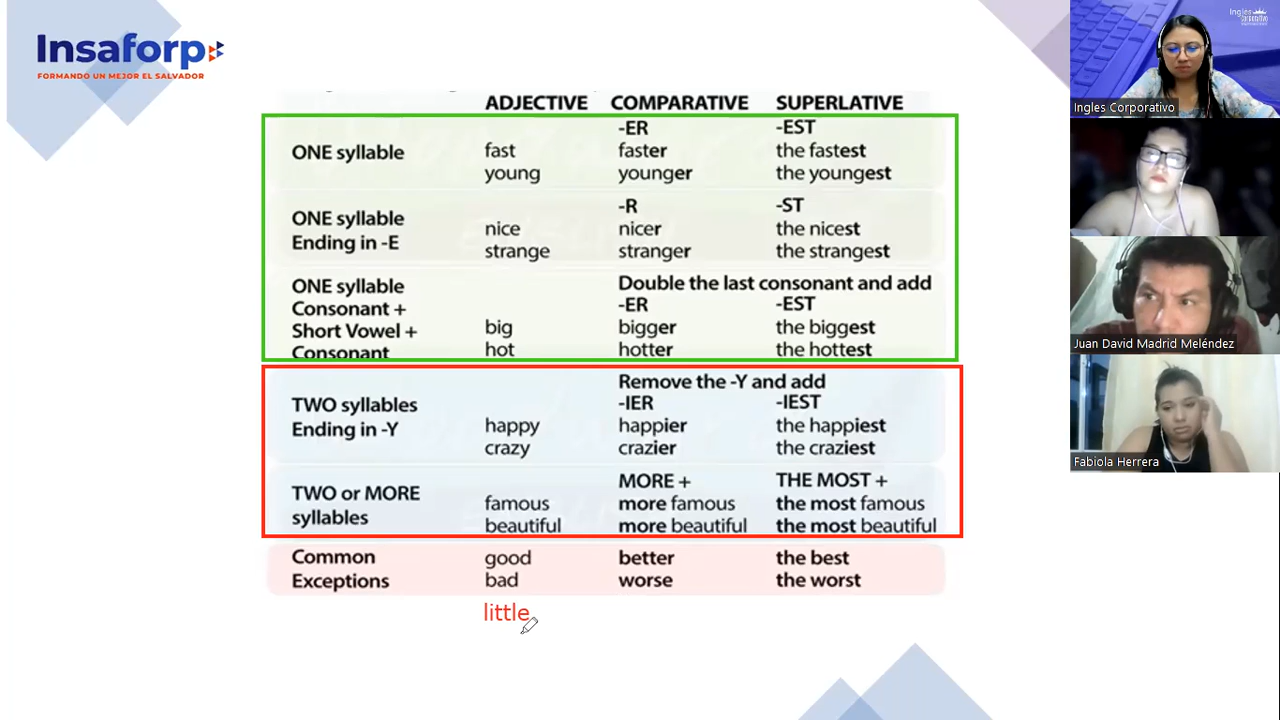 Insaforp
FORMANDO UN MEJOR EL SALVADOR
ADJECTIVE COMPARATIVE SUPERLATIVE
-ER -EST
ONE syllable fast faster the fastest
young younger the youngest
-R -ST
ONE syllable nice nicer the nicest
Ending in -E strange stranger the strangest
ONE syllable Double the last consonant and add
Consonant + -ER -EST
Short Vowel + big bigger the biggest
Consonant hot hotter the hottest
Remove the -Y and add
TWO syllables -IER -IEST
Ending in -Y happy happier the happiest
crazy crazier the craziest
MORE + THE MOST +
TWO or MORE famous more famous the most famous
syllables beautiful more beautiful the most beautiful
Common good better the best
Exceptions bad worse the worst
little
Ingles Corporativo
Ingles Corporativo
Juan David Madrid Meléndez
Fabiola Herrera